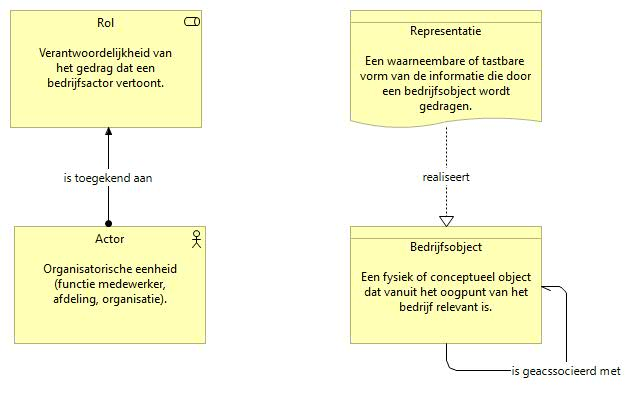 Rol
Verantwoordelijkheid van
het gedrag dat een
bedrijfsactor vertoont.
is toegekend aan
Actor
Organisatorische eenheid
(functie medewerker,
afdeling, organisatie).
Representatie
Een waarneembare of tastbare
vorm van de informatie die door
een bedrijfsobject wordt
gedragen.
realiseert
Bedrijfsobject
Een fysiek of conceptueel object
dat vanuit het oogpunt van het
bedrijf relevant is.
is geacssocieerd met